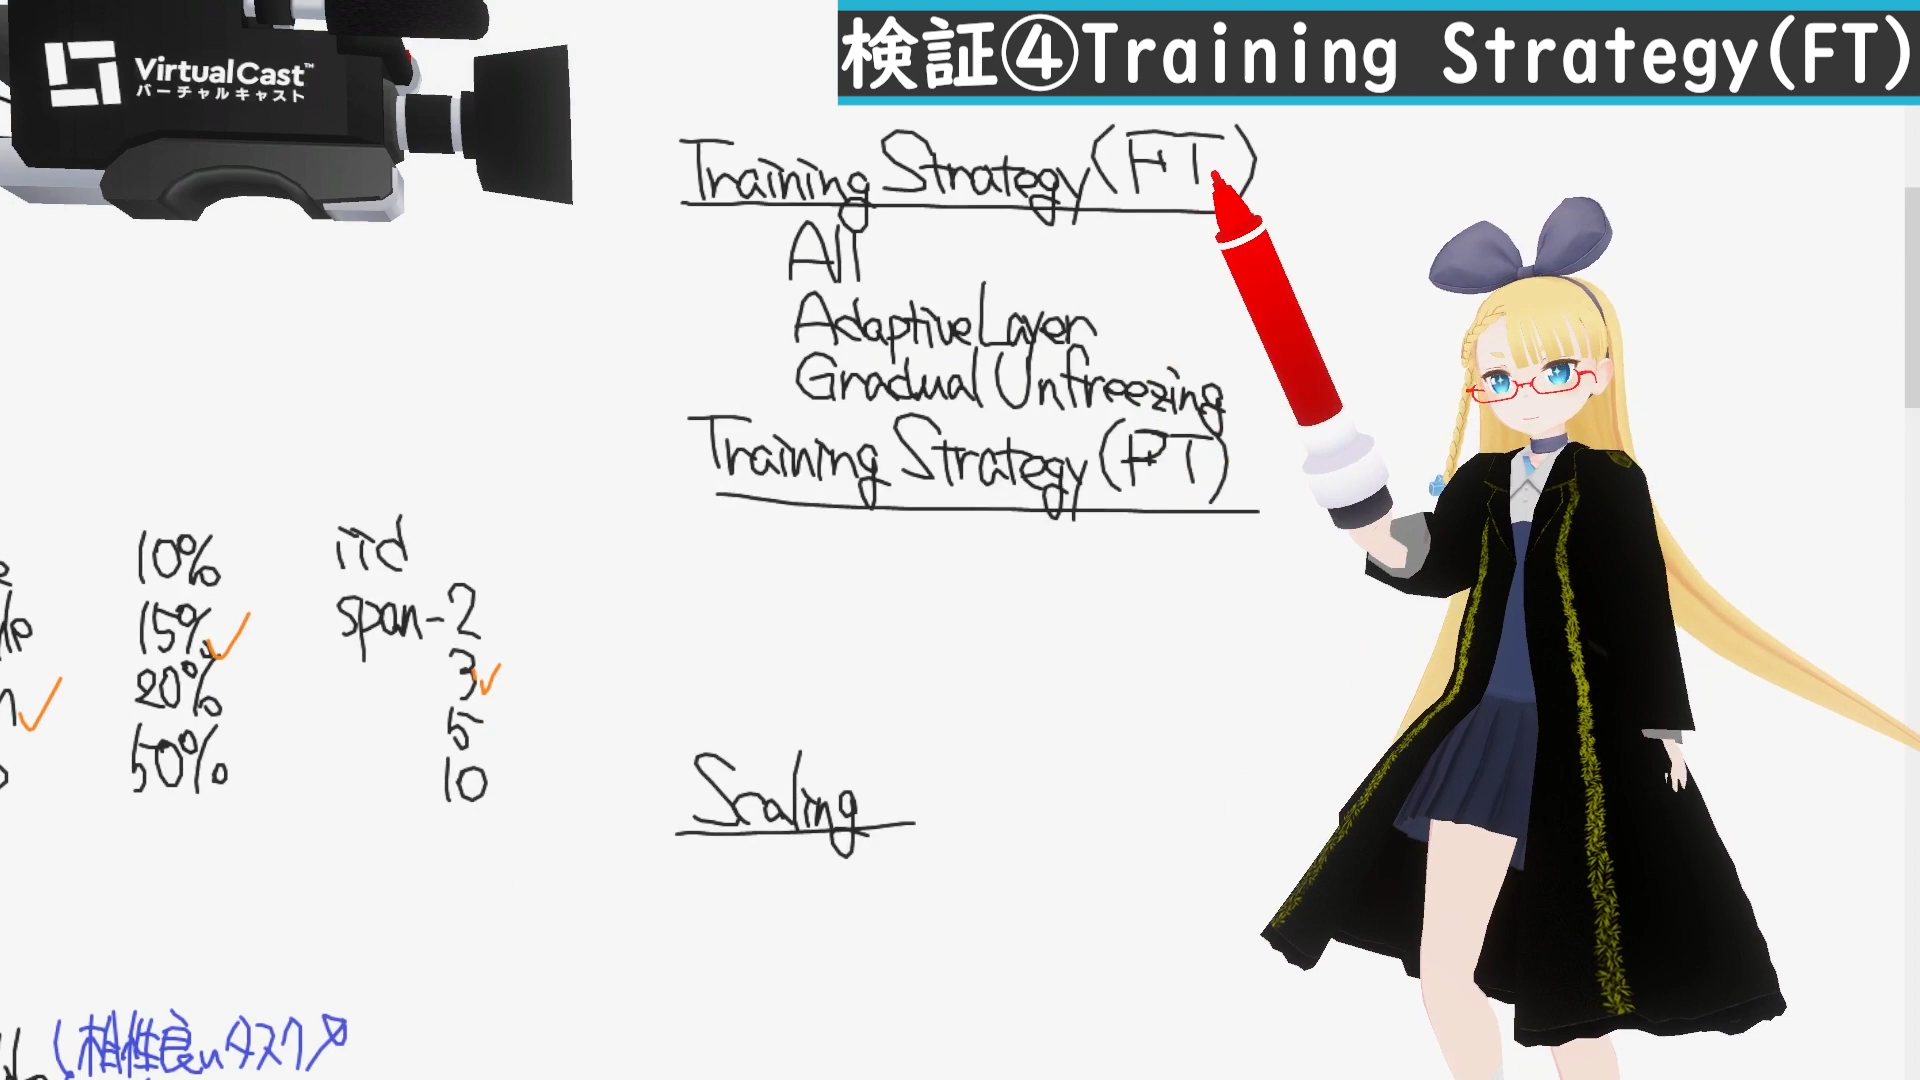 VirtualCast™
バーチャルキャスト
検証④Training Strategy(FT)
Training Strategy (FT)
All
Adaptive Layer
Gradual Unfreezing
Training Strategy (PT)
10%
15%
20%
50%
iid
span-2
3
5
10
Scaling
(相性良いタスク